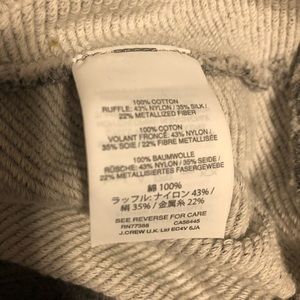 100% COTTON
RUFFLE: 43% NYLON / 35% SILK /
22% METALLIZED FIBER
100% COTON
VOLANT FRONCÉ: 43% NYLON /
35% SOIE / 22% FIBRE METALLISÉE
100% BAUMWOLLE
RÜSCHE: 43% NYLON / 35% SEIDE /
22% METALLISIERTES FASERGEWEBE
綿 100%
ラッフル: ナイロン 43% /
絹 35% / 金属糸 22%
SEE REVERSE FOR CARE
RN77388 CA56445
J.CREW U.K. Ltd EC4V 6JA